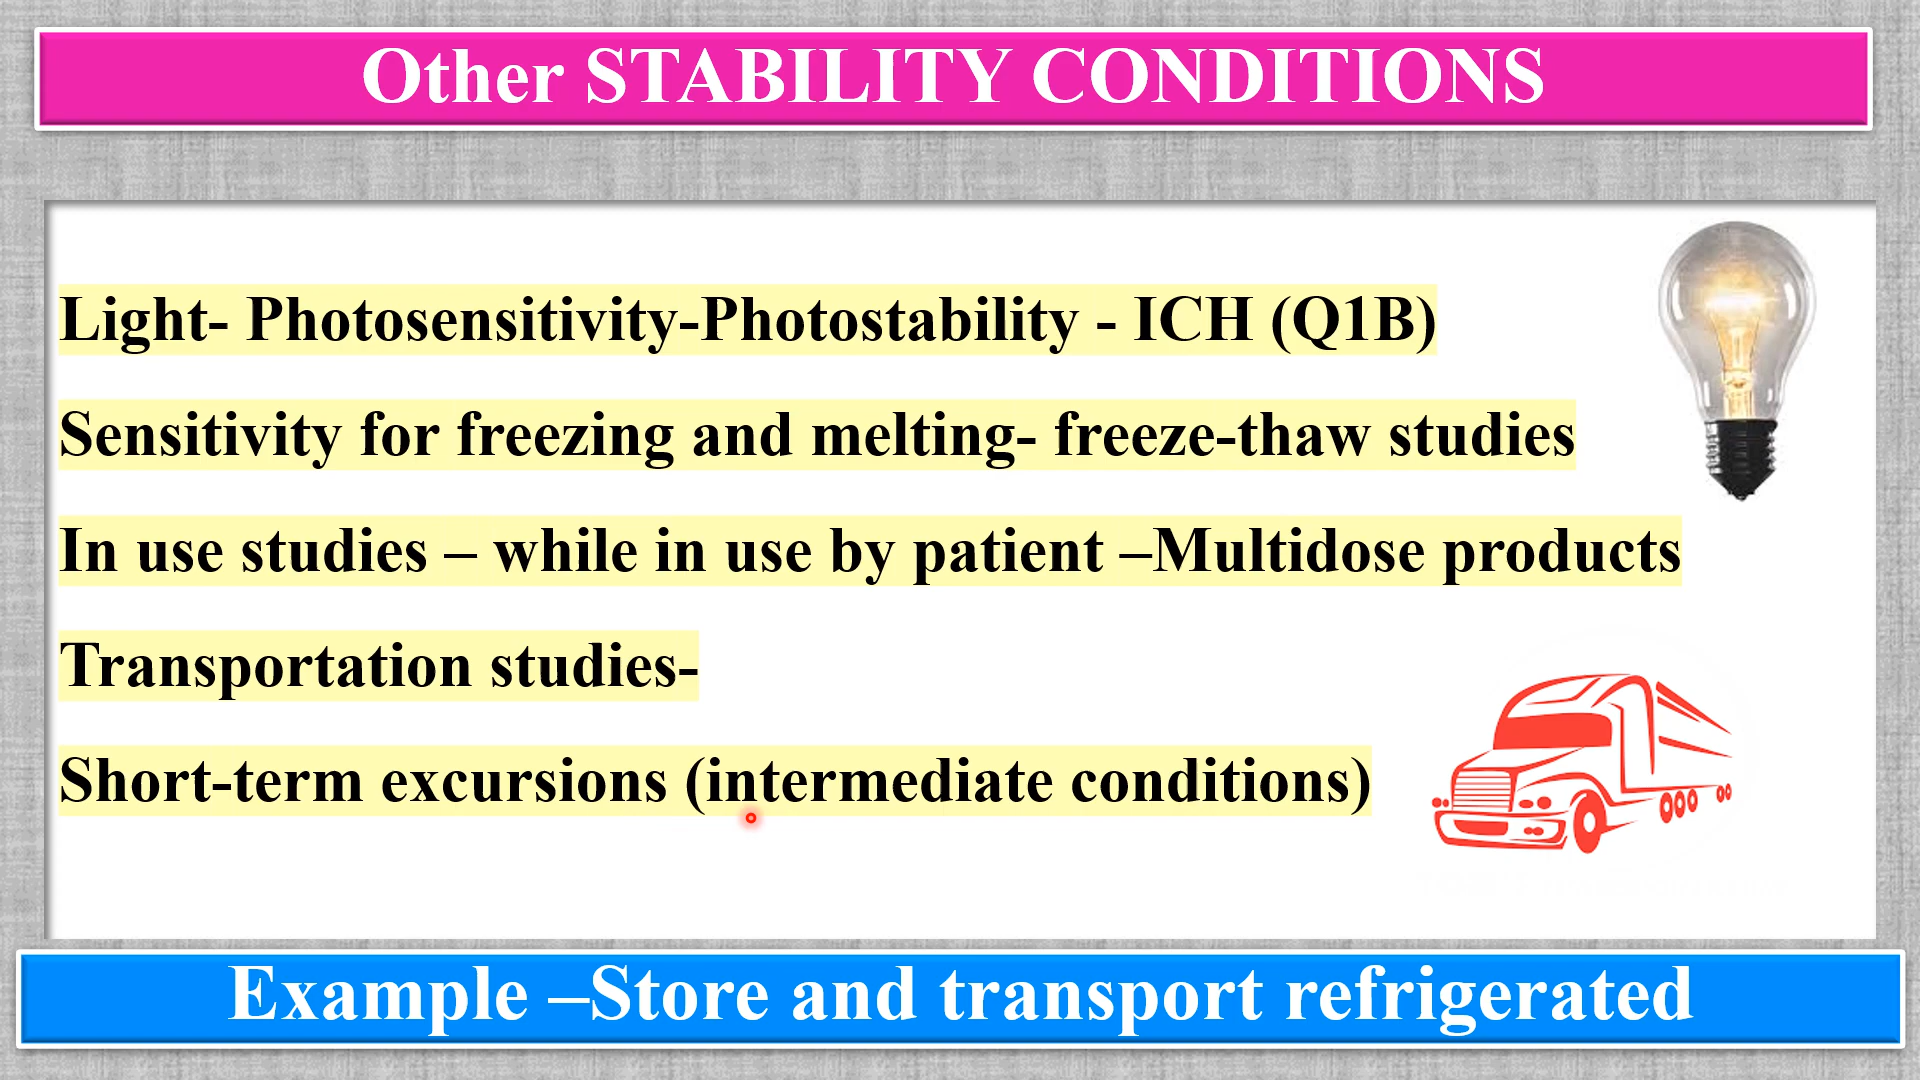 Other STABILITY CONDITIONS
Light- Photosensitivity-Photostability - ICH (Q1B)
Sensitivity for freezing and melting- freeze-thaw studies
In use studies – while in use by patient –Multidose products
Transportation studies-
Short-term excursions (intermediate conditions)
Example –Store and transport refrigerated